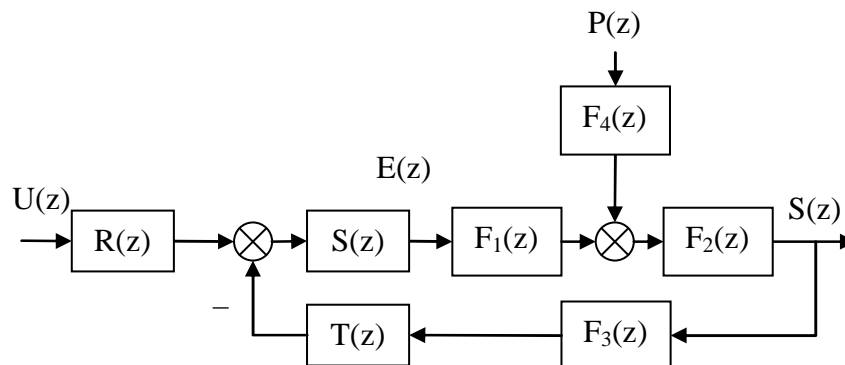 P(z)
F₄(z)
E(z)
U(z)
S(z)
R(z)
S(z)
F₁(z)
F₂(z)
–
T(z)
F₃(z)